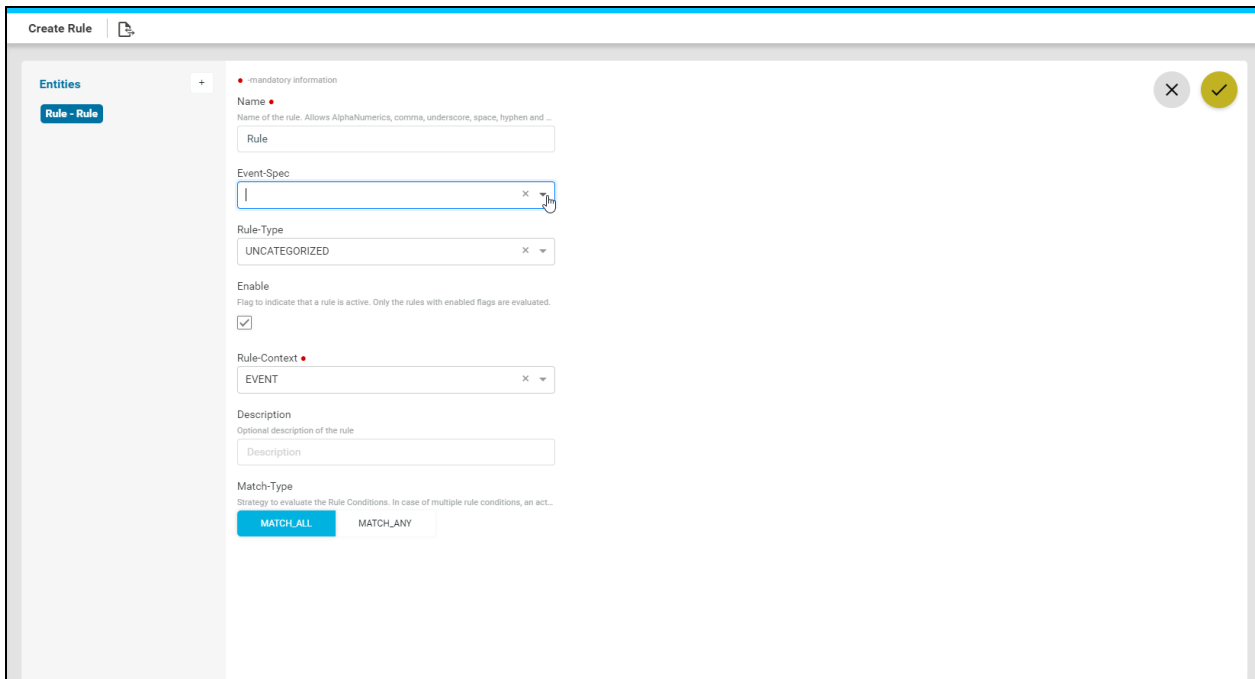 Create Rule
Entities
+
Rule - Rule
-mandatory information
Name
Name of the rule. Allows AlphaNumerics, comma, underscore, space, hyphen and ...
Rule
Event-Spec
Rule-Type
UNCATEGORIZED
Enable
Flag to indicate that a rule is active. Only the rules with enabled flags are evaluated.
Rule-Context
EVENT
Description
Optional description of the rule
Description
Match-Type
Strategy to evaluate the Rule Conditions. In case of multiple rule conditions, an act...
MATCH_ALL MATCH_ANY